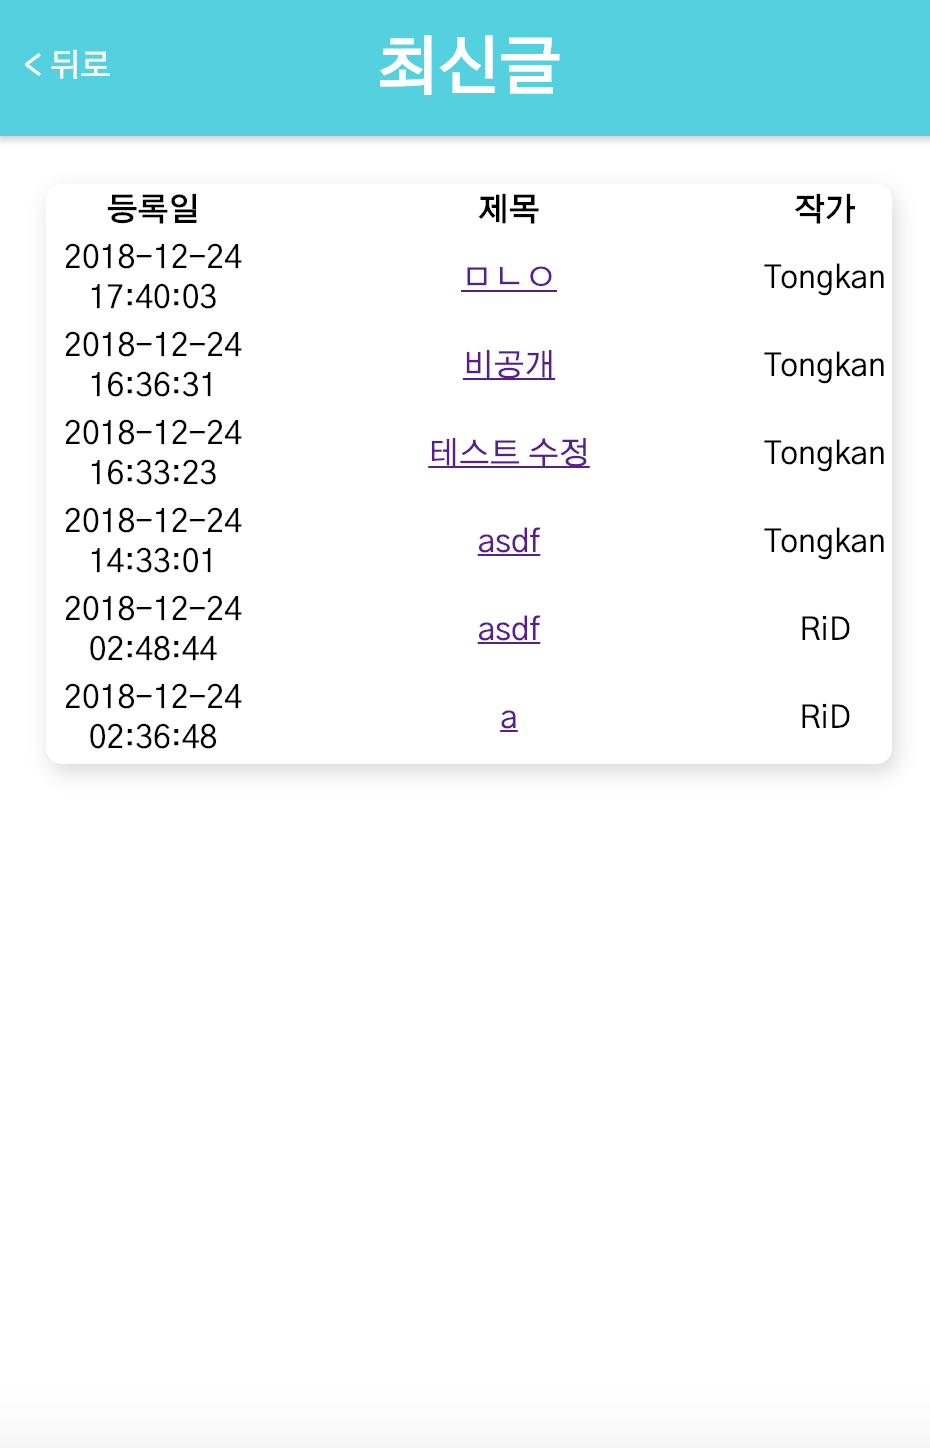 < 뒤로 최신글
등록일 제목 작가
2018-12-24 17:40:03 ㅁㄴㅇ Tongkan
2018-12-24 16:36:31 비공개 Tongkan
2018-12-24 16:33:23 테스트 수정 Tongkan
2018-12-24 14:33:01 asdf Tongkan
2018-12-24 02:48:44 asdf RiD
2018-12-24 02:36:48 a RiD